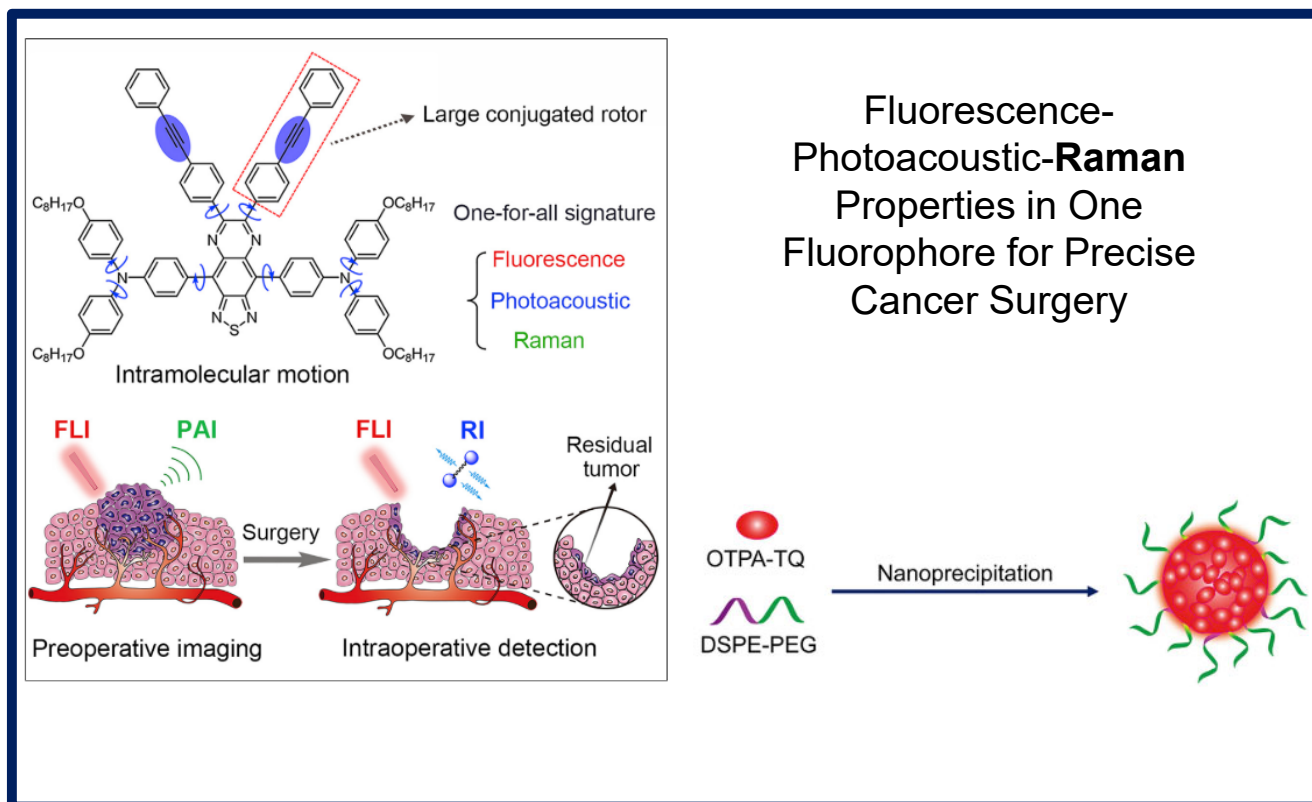 Large conjugated rotor
C₈H₁₇O
OC₈H₁₇
N
N
N
N
N
N
S
C₈H₁₇O
OC₈H₁₇
One-for-all signature
Fluorescence
Photoacoustic
Raman
Intramolecular motion
FLI
PAI
Surgery
FLI
RI
Residual
tumor
Preoperative imaging
Intraoperative detection
Fluorescence-
Photoacoustic-Raman
Properties in One
Fluorophore for Precise
Cancer Surgery
OTPA-TQ
DSPE-PEG
Nanoprecipitation